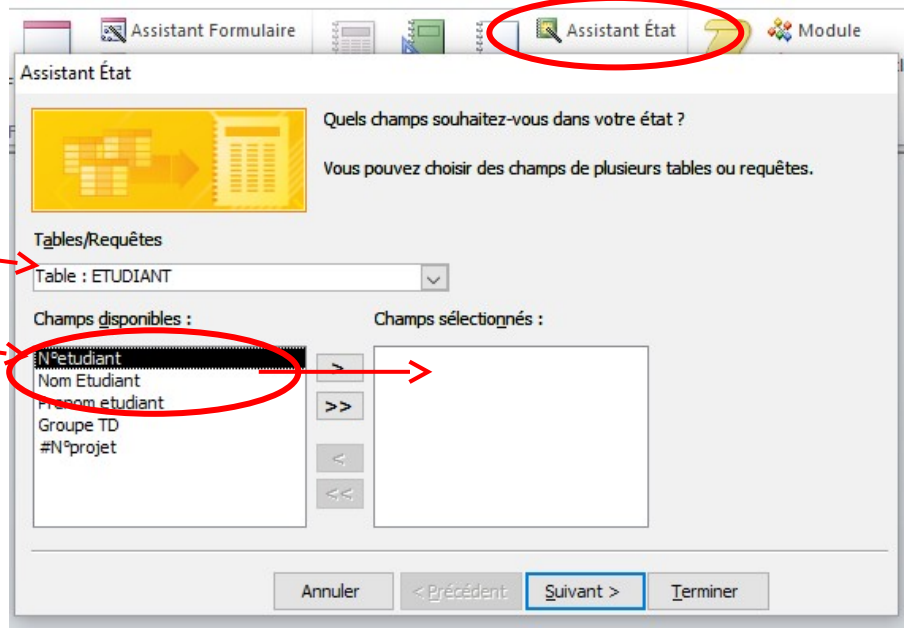 Assistant Formulaire
Assistant État
Module
Assistant État
Quels champs souhaitez-vous dans votre état ?
Vous pouvez choisir des champs de plusieurs tables ou requêtes.
Tables/Requêtes
Table : ETUDIANT
Champs disponibles :
Champs sélectionnés :
N°etudiant
Nom Etudiant
Prenom etudiant
Groupe TD
#N°projet
>
>>
<
<<
Annuler
< Précédent
Suivant >
Terminer